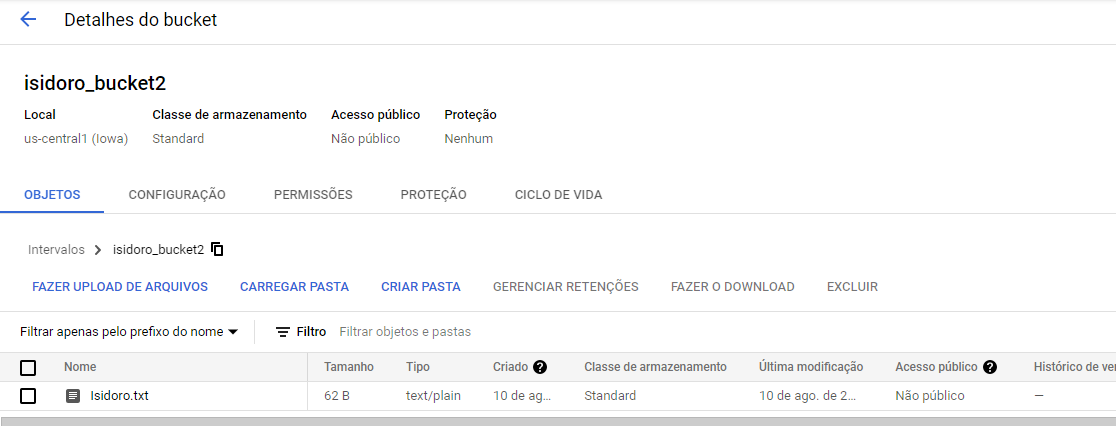 Detalhes do bucket
isidoro_bucket2
Local Classe de armazenamento Acesso público Proteção
us-central1 (Iowa) Standard Não público Nenhum
OBJETOS CONFIGURAÇÃO PERMISSÕES PROTEÇÃO CICLO DE VIDA
Intervalos isidoro_bucket2
FAZER UPLOAD DE ARQUIVOS CARREGAR PASTA CRIAR PASTA GERENCIAR RETENÇÕES FAZER O DOWNLOAD EXCLUIR
Filtrar apenas pelo prefixo do nome Filtro Filtrar objetos e pastas
Nome Tamanho Tipo Criado ? Classe de armazenamento Última modificação Acesso público ? Histórico de ver
Isidoro.txt 62 B text/plain 10 de ag... Standard 10 de ago. de 2... Não público —